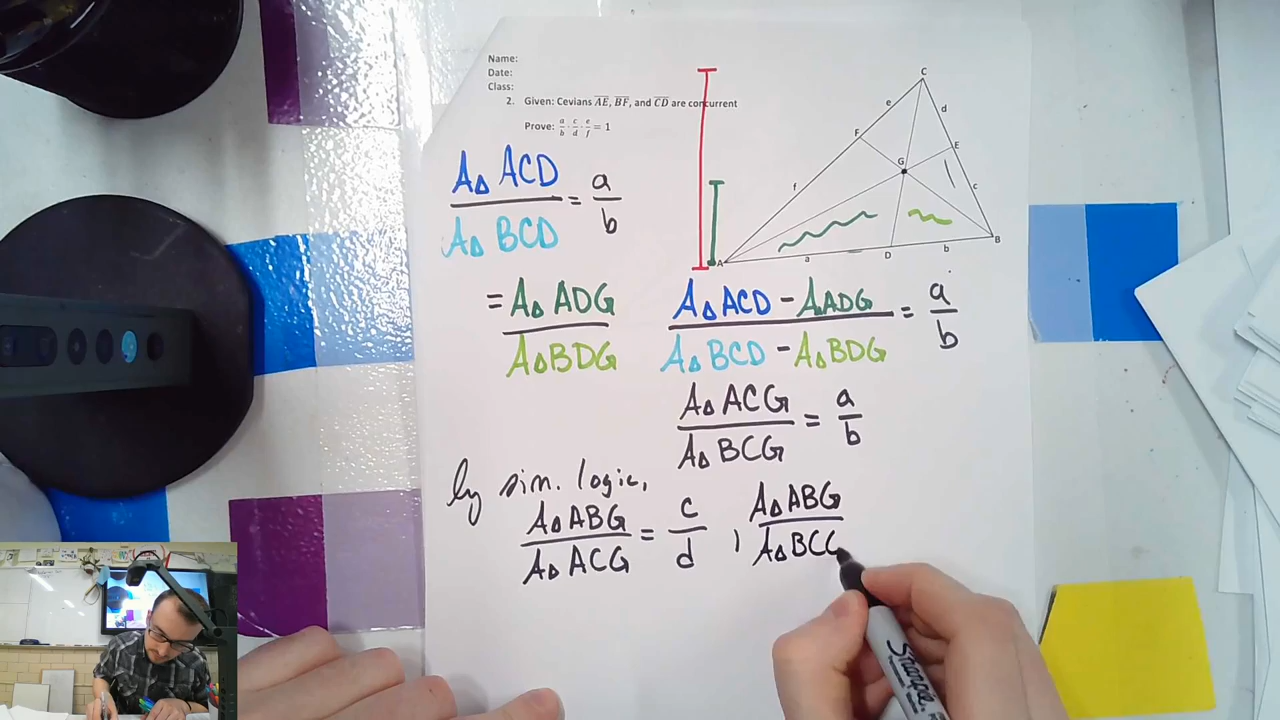 Name:
Date:
Class:
2. Given: Cevians AE, BF, and CD are concurrent
Prove: a/b · c/d · e/f = 1
A△ ACD / A△ BCD = a/b
= A△ ADG / A△ BDG
A△ ACD - A△ ADG / A△ BCD - A△ BDG = a/b
A△ ACG / A△ BCG = a/b
by sim. logic,
A△ ABG / A△ ACG = c/d , A△ ABG / A△ BCG
C
e
d
F
E
G
f
c
B
A
a
D
b
Sharpie